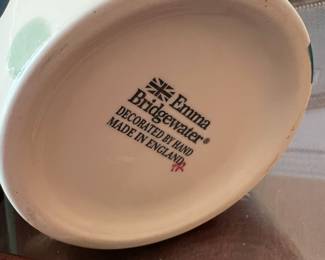 Emma
Bridgewater®
DECORATED BY HAND
MADE IN ENGLAND